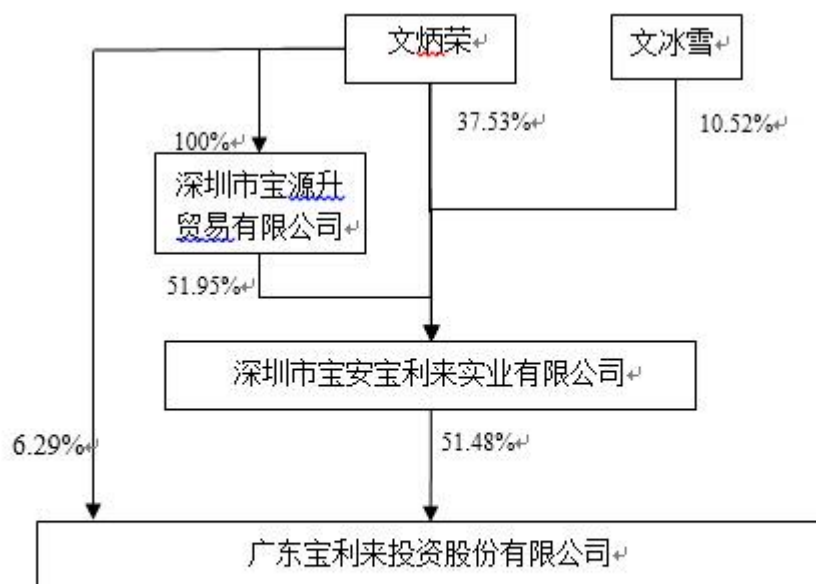 文炳荣
文冰雪
37.53%
10.52%
100%
深圳市宝源升
贸易有限公司
51.95%
深圳市宝安宝利来实业有限公司
6.29%
51.48%
广东宝利来投资股份有限公司